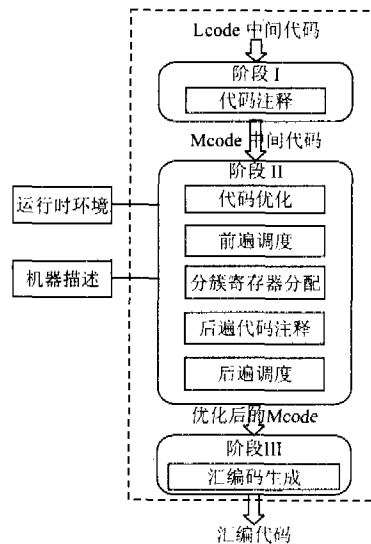 Lcode 中间代码
阶段 I
代码注释
Mcode 中间代码
阶段 II
代码优化
运行时环境
前遍调度
机器描述
分簇寄存器分配
后遍代码注释
后遍调度
优化后的Mcode
阶段III
汇编码生成
汇编代码